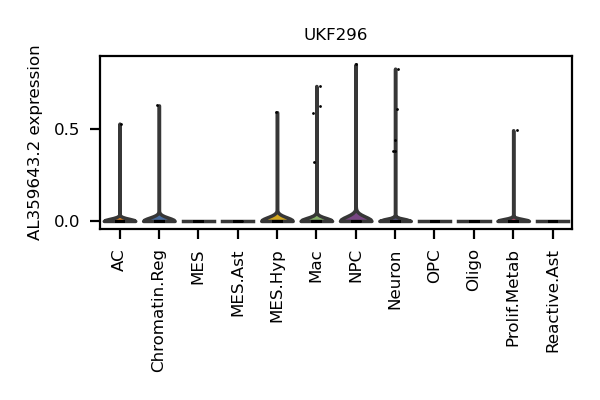 UKF296
AL359643.2 expression
0.5
0.0
AC
Chromatin.Reg
MES
MES.Ast
MES.Hyp
Mac
NPC
Neuron
OPC
Oligo
Prolif.Metab
Reactive.Ast